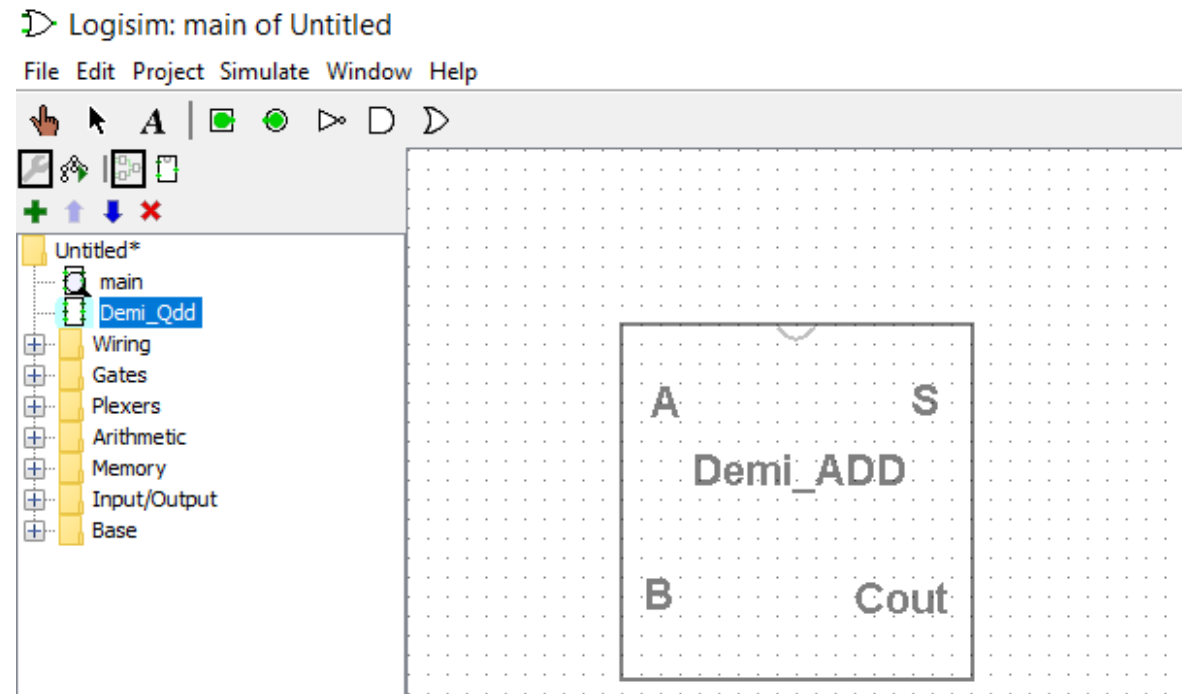 Logisim: main of Untitled
File Edit Project Simulate Window Help
A
Untitled*
main
Demi_Qdd
Wiring
Gates
Plexers
Arithmetic
Memory
Input/Output
Base
A S
Demi_ADD
B Cout